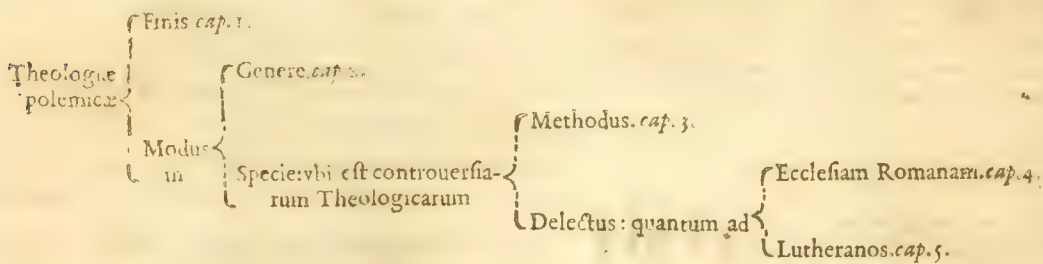 Theologiæ
polemicæ
Finis cap. 1.
Modus
in
Genere. cap 2.
Specie: vbi eſt controuerſia-
rum Theologicarum
Methodus. cap. 3.
Delectus: quantum ad
Eccleſiam Romanam. cap. 4.
Lutheranos. cap. 5.